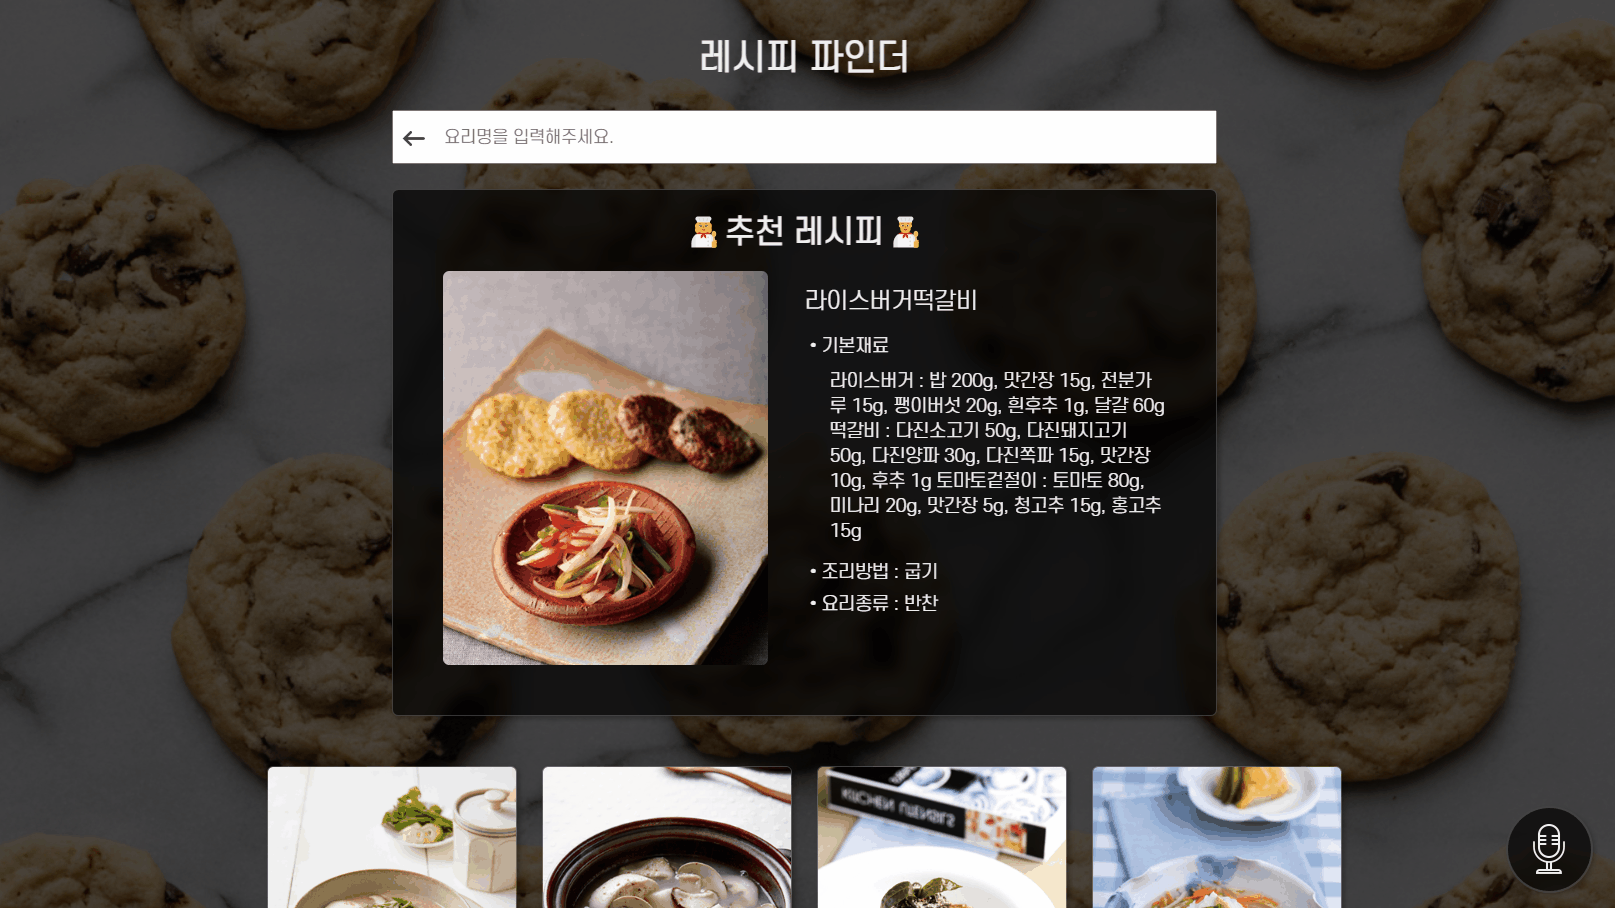 레시피 파인더
요리명을 입력해주세요.
추천 레시피
라이스버거떡갈비
• 기본재료
라이스버거 : 밥 200g, 맛간장 15g, 전분가
루 15g, 팽이버섯 20g, 흰후추 1g, 달걀 60g
떡갈비 : 다진소고기 50g, 다진돼지고기
50g, 다진양파 30g, 다진쪽파 15g, 맛간장
10g, 후추 1g 토마토겉절이 : 토마토 80g,
미나리 20g, 맛간장 5g, 청고추 15g, 홍고추
15g
• 조리방법 : 굽기
• 요리종류 : 반찬